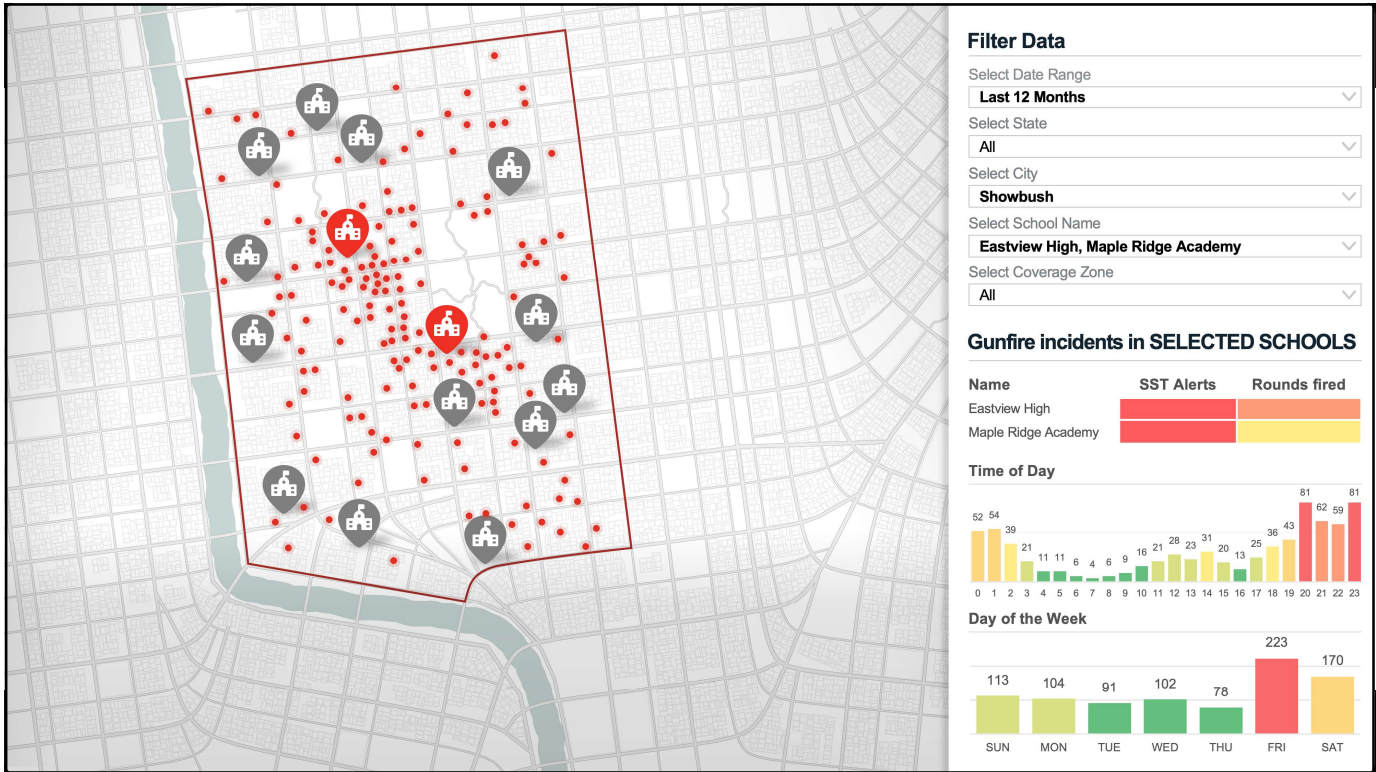 Filter Data
Select Date Range
Last 12 Months
Select State
All
Select City
Showbush
Select School Name
Eastview High, Maple Ridge Academy
Select Coverage Zone
All
Gunfire incidents in SELECTED SCHOOLS
Name SST Alerts Rounds fired
Eastview High
Maple Ridge Academy
Time of Day
52 54 39 21 11 11 6 4 6 9 16 21 28 23 31 20 13 25 36 43 81 62 59 81
0 1 2 3 4 5 6 7 8 9 10 11 12 13 14 15 16 17 18 19 20 21 22 23
Day of the Week
113 104 91 102 78 223 170
SUN MON TUE WED THU FRI SAT